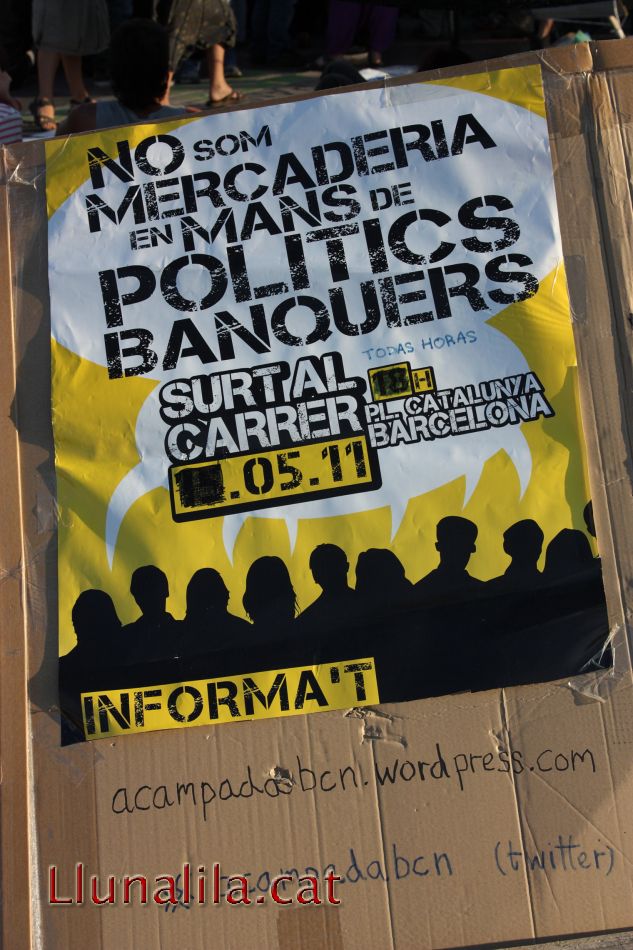 NO SOM
MERCADERIA
EN MANS DE
POLITICS
BANQUERS
TODAS HORAS
SURT AL
CARRER
18H
PL. CATALUNYA
BARCELONA
.05.11
INFORMA'T
acampadabcn.wordpress.com
acampadabcn (twitter)
Llunalila.cat